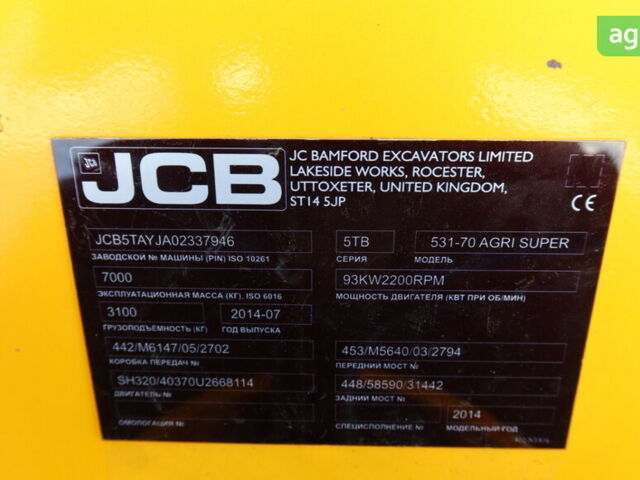 ag
JCB JC BAMFORD EXCAVATORS LIMITED
LAKESIDE WORKS, ROCESTER,
UTTOXETER, UNITED KINGDOM,
ST14 5JP
CE
JCB5TAYJA02337946 5TB 531-70 AGRI SUPER
ЗАВОДСКОЙ № МАШИНЫ (PIN) ISO 10261 СЕРИЯ МОДЕЛЬ
7000 93KW2200RPM
ЭКСПЛУАТАЦИОННАЯ МАССА (КГ). ISO 6016 МОЩНОСТЬ ДВИГАТЕЛЯ (КВТ ПРИ ОБ/МИН)
3100 2014-07
ГРУЗОПОДЪЕМНОСТЬ (КГ) ГОД ВЫПУСКА
442/M6147/05/2702 453/M5640/03/2794
КОРОБКА ПЕРЕДАЧ № ПЕРЕДНИЙ МОСТ №
SH320/40370U2668114 448/58590/31442
ДВИГАТЕЛЬ № ЗАДНИЙ МОСТ №
2014
ОМОЛОГАЦИЯ № СПЕЦИСПОЛНЕНИЕ № МОДЕЛЬНЫЙ ГОД